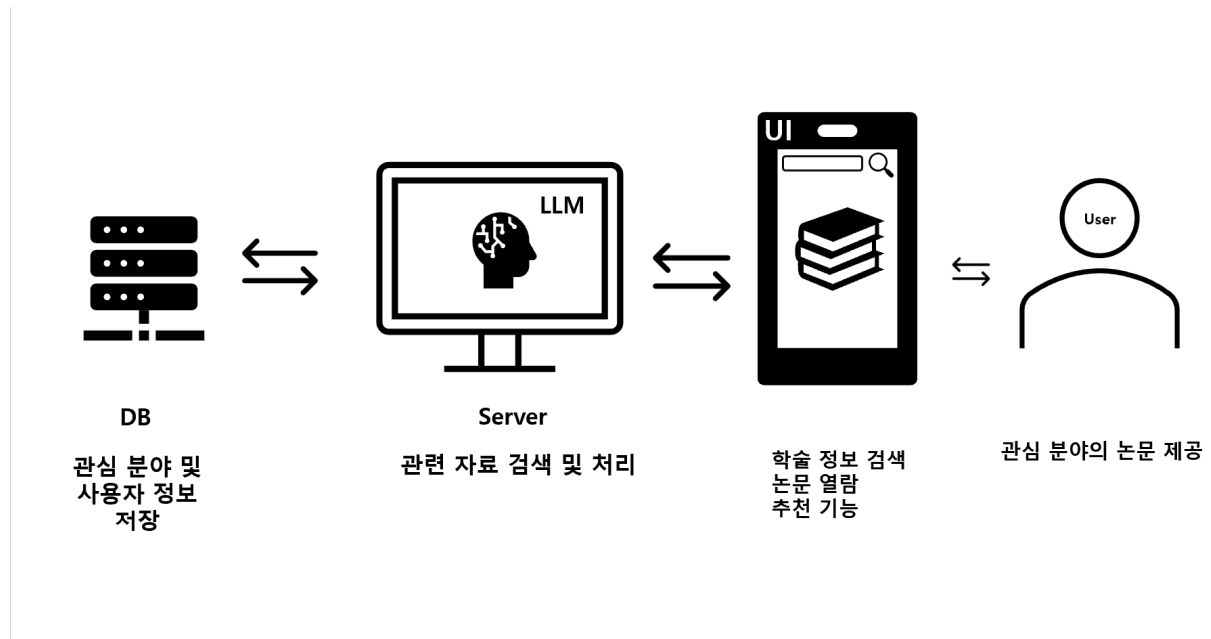 UI
LLM
User
DB
관심 분야 및
사용자 정보
저장
Server
관련 자료 검색 및 처리
학술 정보 검색
논문 열람
추천 기능
관심 분야의 논문 제공